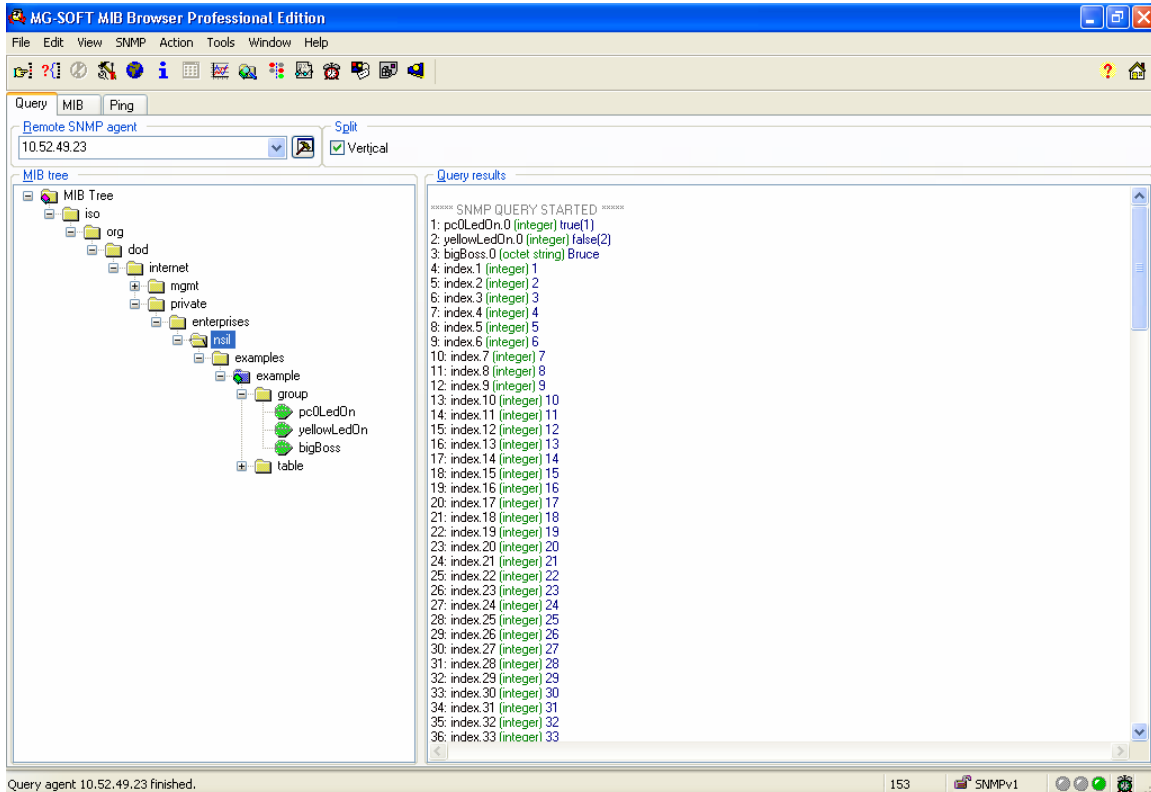 MG-SOFT MIB Browser Professional Edition
File Edit View SNMP Action Tools Window Help
Query MIB Ping
Remote SNMP agent
10.52.49.23
Split
Vertical
MIB tree
MIB Tree
iso
org
dod
internet
mgmt
private
enterprises
nsil
examples
example
group
pc0LedOn
yellowLedOn
bigBoss
table
Query results
***** SNMP QUERY STARTED *****
1: pc0LedOn.0 (integer) true(1)
2: yellowLedOn.0 (integer) false(2)
3: bigBoss.0 (octet string) Bruce
4: index.1 (integer) 1
5: index.2 (integer) 2
6: index.3 (integer) 3
7: index.4 (integer) 4
8: index.5 (integer) 5
9: index.6 (integer) 6
10: index.7 (integer) 7
11: index.8 (integer) 8
12: index.9 (integer) 9
13: index.10 (integer) 10
14: index.11 (integer) 11
15: index.12 (integer) 12
16: index.13 (integer) 13
17: index.14 (integer) 14
18: index.15 (integer) 15
19: index.16 (integer) 16
20: index.17 (integer) 17
21: index.18 (integer) 18
22: index.19 (integer) 19
23: index.20 (integer) 20
24: index.21 (integer) 21
25: index.22 (integer) 22
26: index.23 (integer) 23
27: index.24 (integer) 24
28: index.25 (integer) 25
29: index.26 (integer) 26
30: index.27 (integer) 27
31: index.28 (integer) 28
32: index.29 (integer) 29
33: index.30 (integer) 30
34: index.31 (integer) 31
35: index.32 (integer) 32
36: index.33 (integer) 33
Query agent 10.52.49.23 finished.
153
SNMPv1